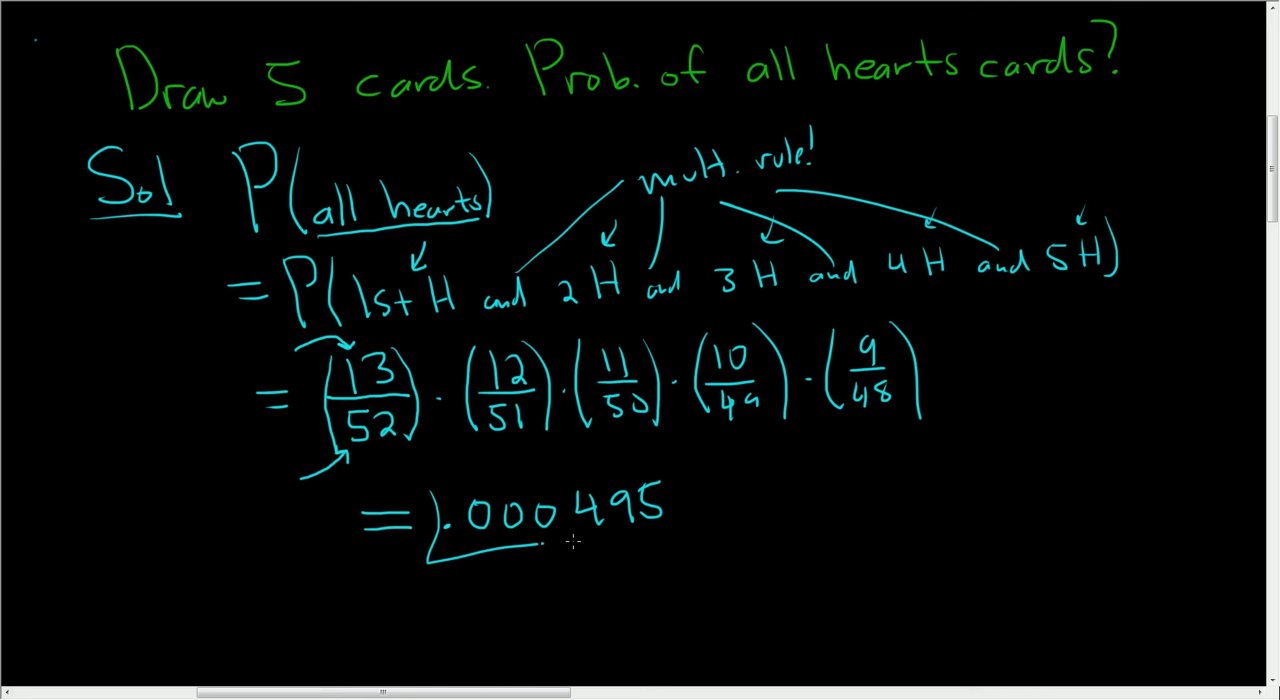 Draw 5 cards. Prob. of all hearts cards?
Sol P(all hearts) mult. rule!
= P(1st H and 2 H and 3 H and 4 H and 5 H)
= (13/52) · (12/51) · (11/50) · (10/49) · (9/48)
= .000495